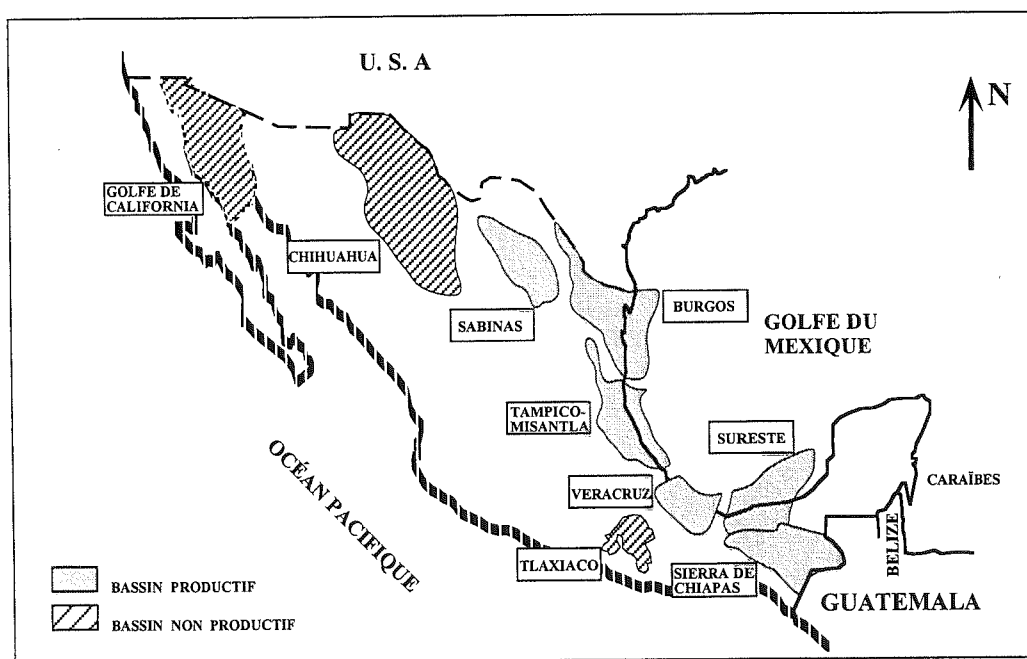 U. S. A
N
GOLFE DE
CALIFORNIA
CHIHUAHUA
SABINAS
BURGOS
GOLFE DU
MEXIQUE
TAMPICO-
MISANTLA
SURESTE
OCÉAN PACIFIQUE
VERACRUZ
CARAÏBES
TLAXIACO
SIERRA DE
CHIAPAS
BELIZE
GUATEMALA
BASSIN PRODUCTIF
BASSIN NON PRODUCTIF